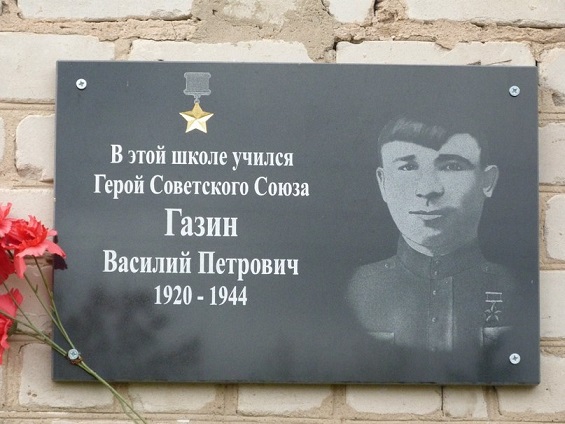 В этой школе учился
Герой Советского Союза
Газин
Василий Петрович
1920 - 1944